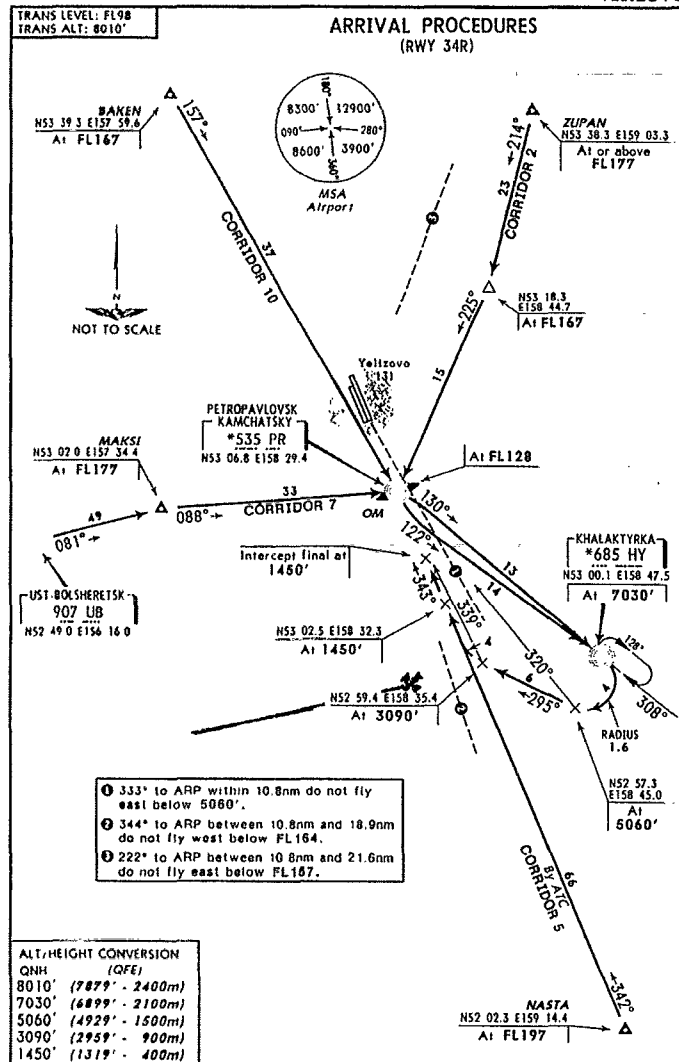 TRANS LEVEL: FL98
TRANS ALT: 8010'
ARRIVAL PROCEDURES
(RWY 34R)
BAKEN
N53 39.3 E157 59.6
At FL167
157°→
180°
8300' 12900'
090° 280°
8600' 3900'
360°
MSA
Airport
ZUPAN
N53 38.3 E159 03.3
At or above
FL177
←214°
23
CORRIDOR 2
37
CORRIDOR 10
❸
N
NOT TO SCALE
N53 18.3
E158 44.7
At FL167
←225°
15
Yelizovo
131
PETROPAVLOVSK
KAMCHATSKY
*535 PR
N53 06.8 E158 29.4
At FL128
MAKSI
N53 02.0 E157 34.4
At FL177
33
088°→ CORRIDOR 7
OM
130°→
122°→
49
081°→
13
14
Intercept final at
1450'
❶
KHALAKTYRKA
*685 HY
N53 00.1 E158 47.5
At 7030'
UST-BOLSHERETSK
907 UB
N52 49.0 E156 16.0
←343°
339°
N53 02.5 E158 32.3
At 1450'
4
320°
6
←295°
128°
308°
N52 59.4 E158 35.4
At 3090'
❷
RADIUS
1.6
N52 57.3
E158 45.0
At
5060'
❶ 333° to ARP within 10.8nm do not fly
east below 5060'.
❷ 344° to ARP between 10.8nm and 18.9nm
do not fly west below FL164.
❸ 222° to ARP between 10.8nm and 21.6nm
do not fly east below FL167.
66
By ATC
CORRIDOR 5
ALT/HEIGHT CONVERSION
QNH (QFE)
8010' (7879' - 2400m)
7030' (6899' - 2100m)
5060' (4929' - 1500m)
3090' (2959' - 900m)
1450' (1319' - 400m)
←342°
NASTA
N52 02.3 E159 14.4
At FL197